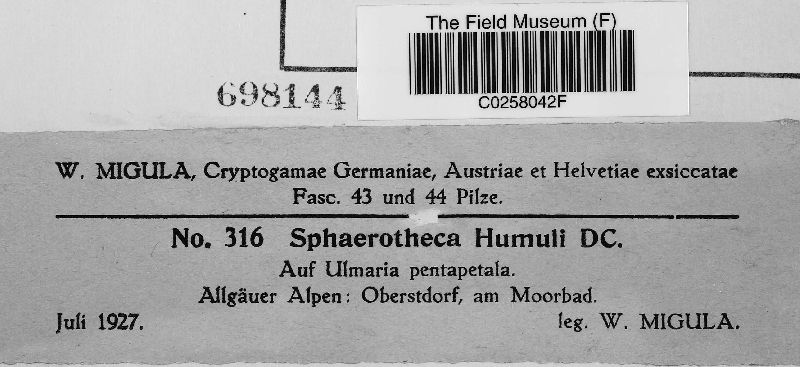 The Field Museum (F)
C0258042F
698144
W. MIGULA, Cryptogamae Germaniae, Austriae et Helvetiae exsiccatae
Fasc. 43 und 44 Pilze.
No. 316 Sphaerotheca Humuli DC.
Auf Ulmaria pentapetala.
Allgäuer Alpen: Oberstdorf, am Moorbad.
Juli 1927. leg. W. MIGULA.